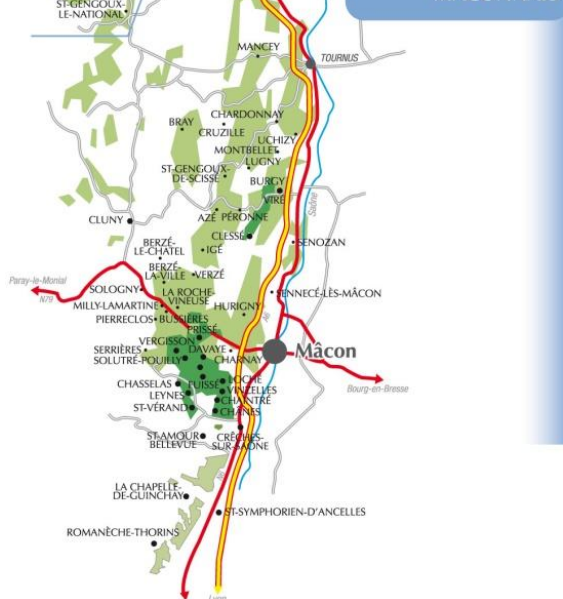 ST-GENGOUX-
LE-NATIONAL
MANCEY
TOURNUS
CHARDONNAY
BRAY
CRUZILLE
UCHIZY
MONTBELLET
LUGNY
ST-GENGOUX-
DE-SCISSÉ
BURGY
VIRÉ
Saône
CLUNY
AZÉ
PÉRONNE
CLESSÉ
SENOZAN
BERZÉ-
LE-CHATEL
IGÉ
BERZÉ-
LA-VILLE
VERZÉ
Paray-le-Monial
N79
SOLOGNY
LA ROCHE-
VINEUSE
SENNECÉ-LÈS-MÂCON
MILLY-LAMARTINE
HURIGNY
PIERRECLOS
BUSSIÈRES
PRISSÉ
VERGISSON
SERRIÈRES
DAVAYÉ
Mâcon
SOLUTRÉ-POUILLY
CHARNAY
Bourg-en-Bresse
CHASSELAS
FUISSÉ
LOCHÉ
LEYNES
VINZELLES
ST-VÉRAND
CHAINTRÉ
CHÂNES
ST-AMOUR
BELLEVUE
CRÊCHES-
SUR-SAÔNE
LA CHAPELLE-
DE-GUINCHAY
ST-SYMPHORIEN-D'ANCELLES
ROMANÈCHE-THORINS
Lyon